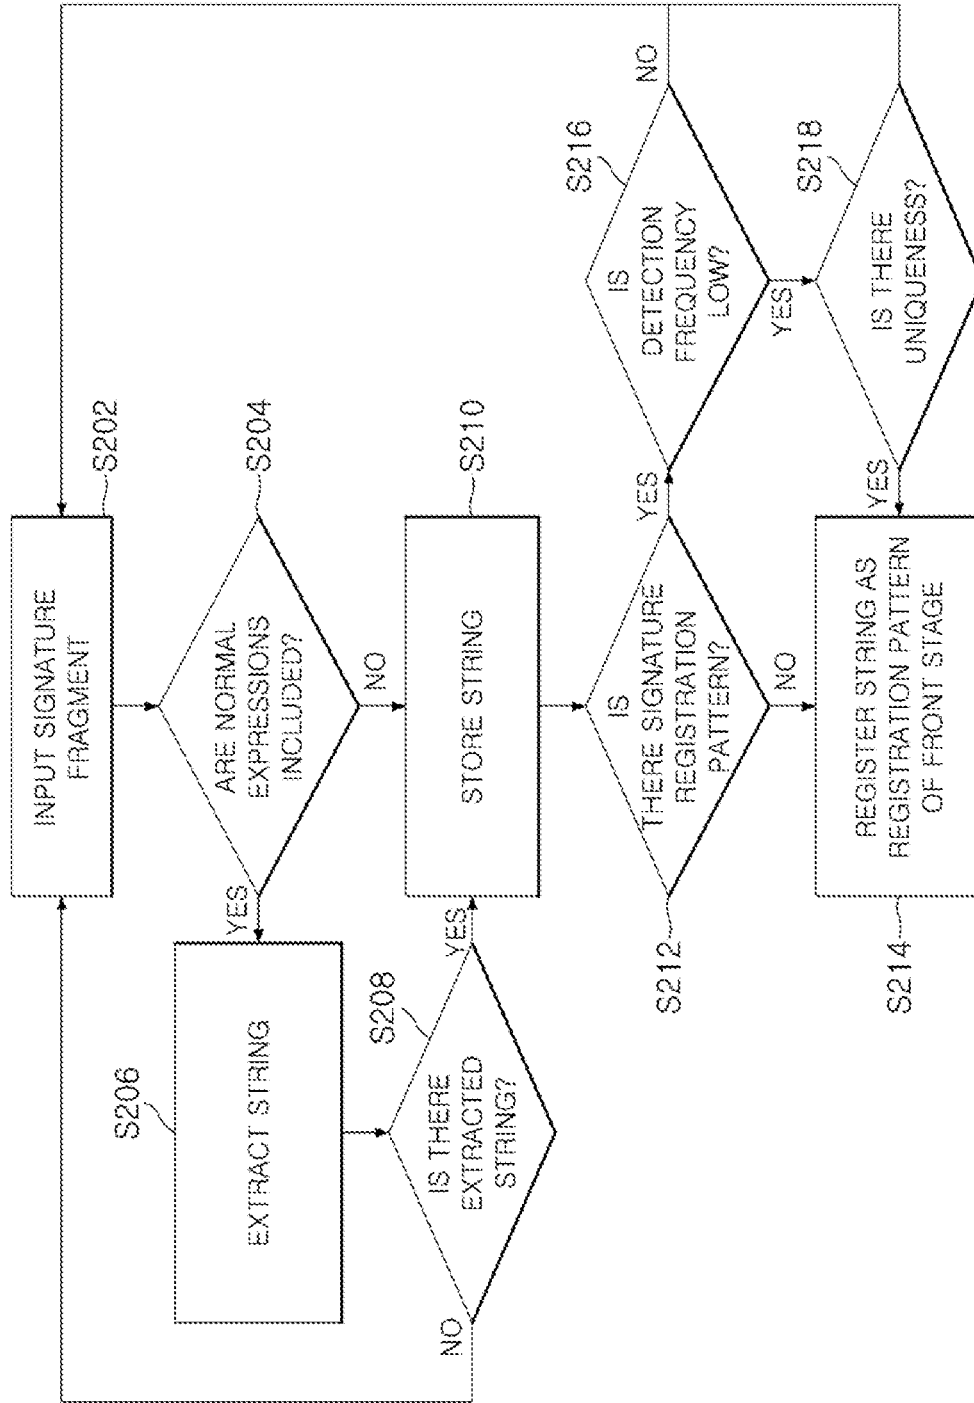 INPUT SIGNATURE
FRAGMENT
S202
ARE NORMAL
EXPRESSIONS
INCLUDED?
S204
YES
NO
S206
EXTRACT STRING
S208
IS THERE
EXTRACTED
STRING?
NO
YES
STORE STRING
S210
IS
THERE SIGNATURE
REGISTRATION
PATTERN?
S212
YES
NO
IS
DETECTION
FREQUENCY
LOW?
S216
NO
YES
S214
REGISTER STRING AS
REGISTRATION PATTERN
OF FRONT STAGE
YES
IS THERE
UNIQUENESS?
S218